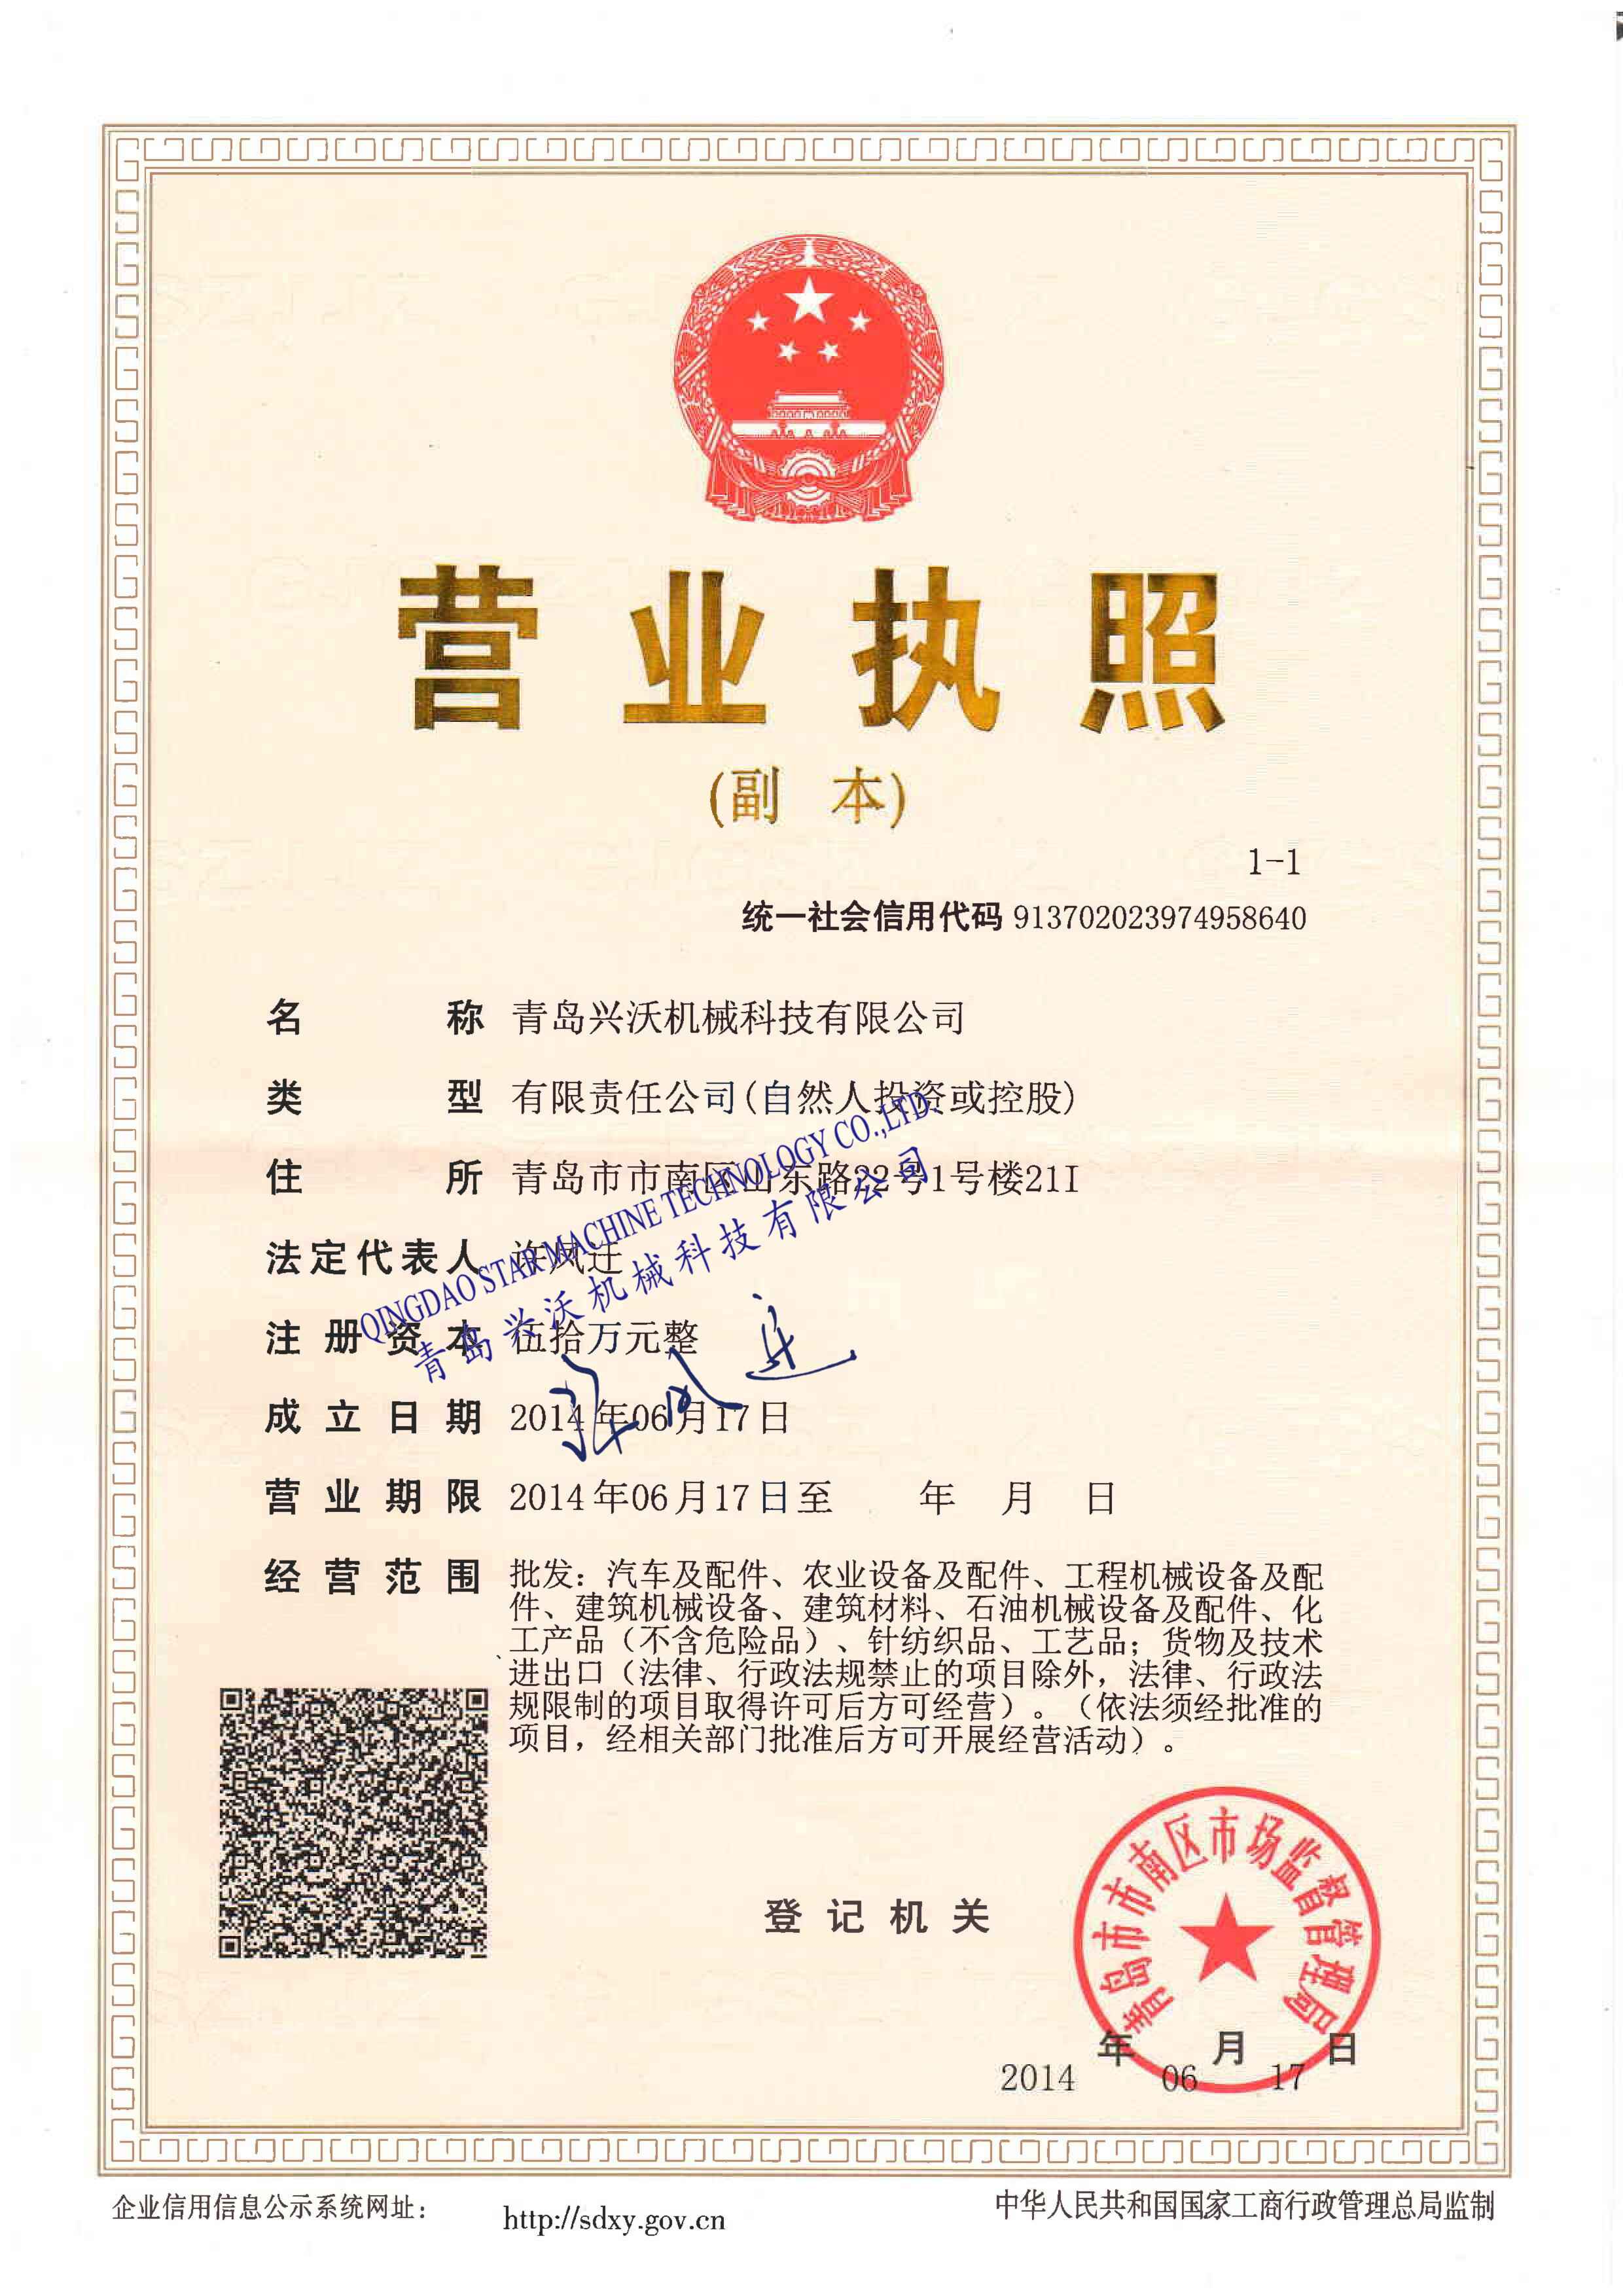 营业执照
(副 本)
1-1
统一社会信用代码 913702023974958640
名 称 青岛兴沃机械科技有限公司
类 型 有限责任公司(自然人投资或控股)
住 所 青岛市市南区山东路22号1号楼21I
法定代表人 许风迁
注册资本 伍拾万元整
成立日期 2014年06月17日
营业期限 2014年06月17日至 年 月 日
经营范围 批发：汽车及配件、农业设备及配件、工程机械设备及配
件、建筑机械设备、建筑材料、石油机械设备及配件、化
工产品（不含危险品）、针纺织品、工艺品；货物及技术
进出口（法律、行政法规禁止的项目除外，法律、行政法
规限制的项目取得许可后方可经营）。（依法须经批准的
项目，经相关部门批准后方可开展经营活动）。
QINGDAO STAR MACHINE TECHNOLOGY CO.,LTD.
青岛兴沃机械科技有限公司
登记机关
青岛市市南区市场监督管理局
2014 年 06 月 17 日
企业信用信息公示系统网址： http://sdxy.gov.cn
中华人民共和国国家工商行政管理总局监制